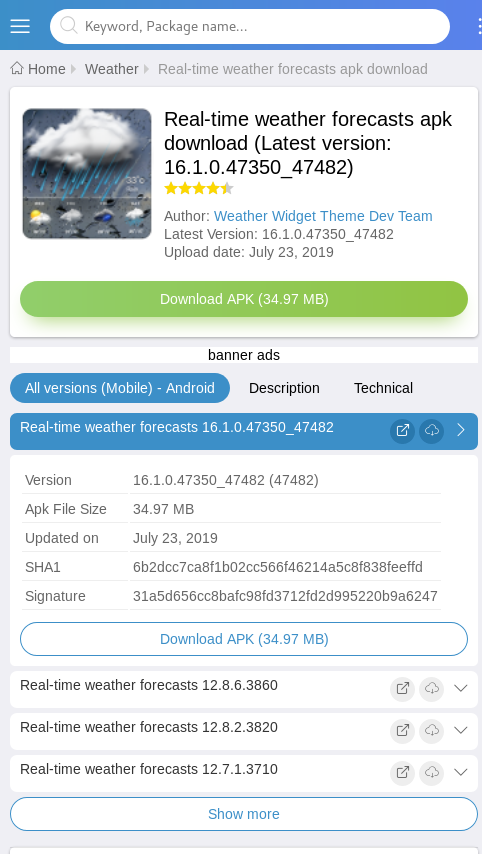 Keyword, Package name...
Home Weather Real-time weather forecasts apk download
Real-time weather forecasts apk
download (Latest version:
16.1.0.47350_47482)
Author: Weather Widget Theme Dev Team
Latest Version: 16.1.0.47350_47482
Upload date: July 23, 2019
Download APK (34.97 MB)
banner ads
All versions (Mobile) - Android Description Technical
Real-time weather forecasts 16.1.0.47350_47482
Version 16.1.0.47350_47482 (47482)
Apk File Size 34.97 MB
Updated on July 23, 2019
SHA1 6b2dcc7ca8f1b02cc566f46214a5c8f838feeffd
Signature 31a5d656cc8bafc98fd3712fd2d995220b9a6247
Download APK (34.97 MB)
Real-time weather forecasts 12.8.6.3860
Real-time weather forecasts 12.8.2.3820
Real-time weather forecasts 12.7.1.3710
Show more